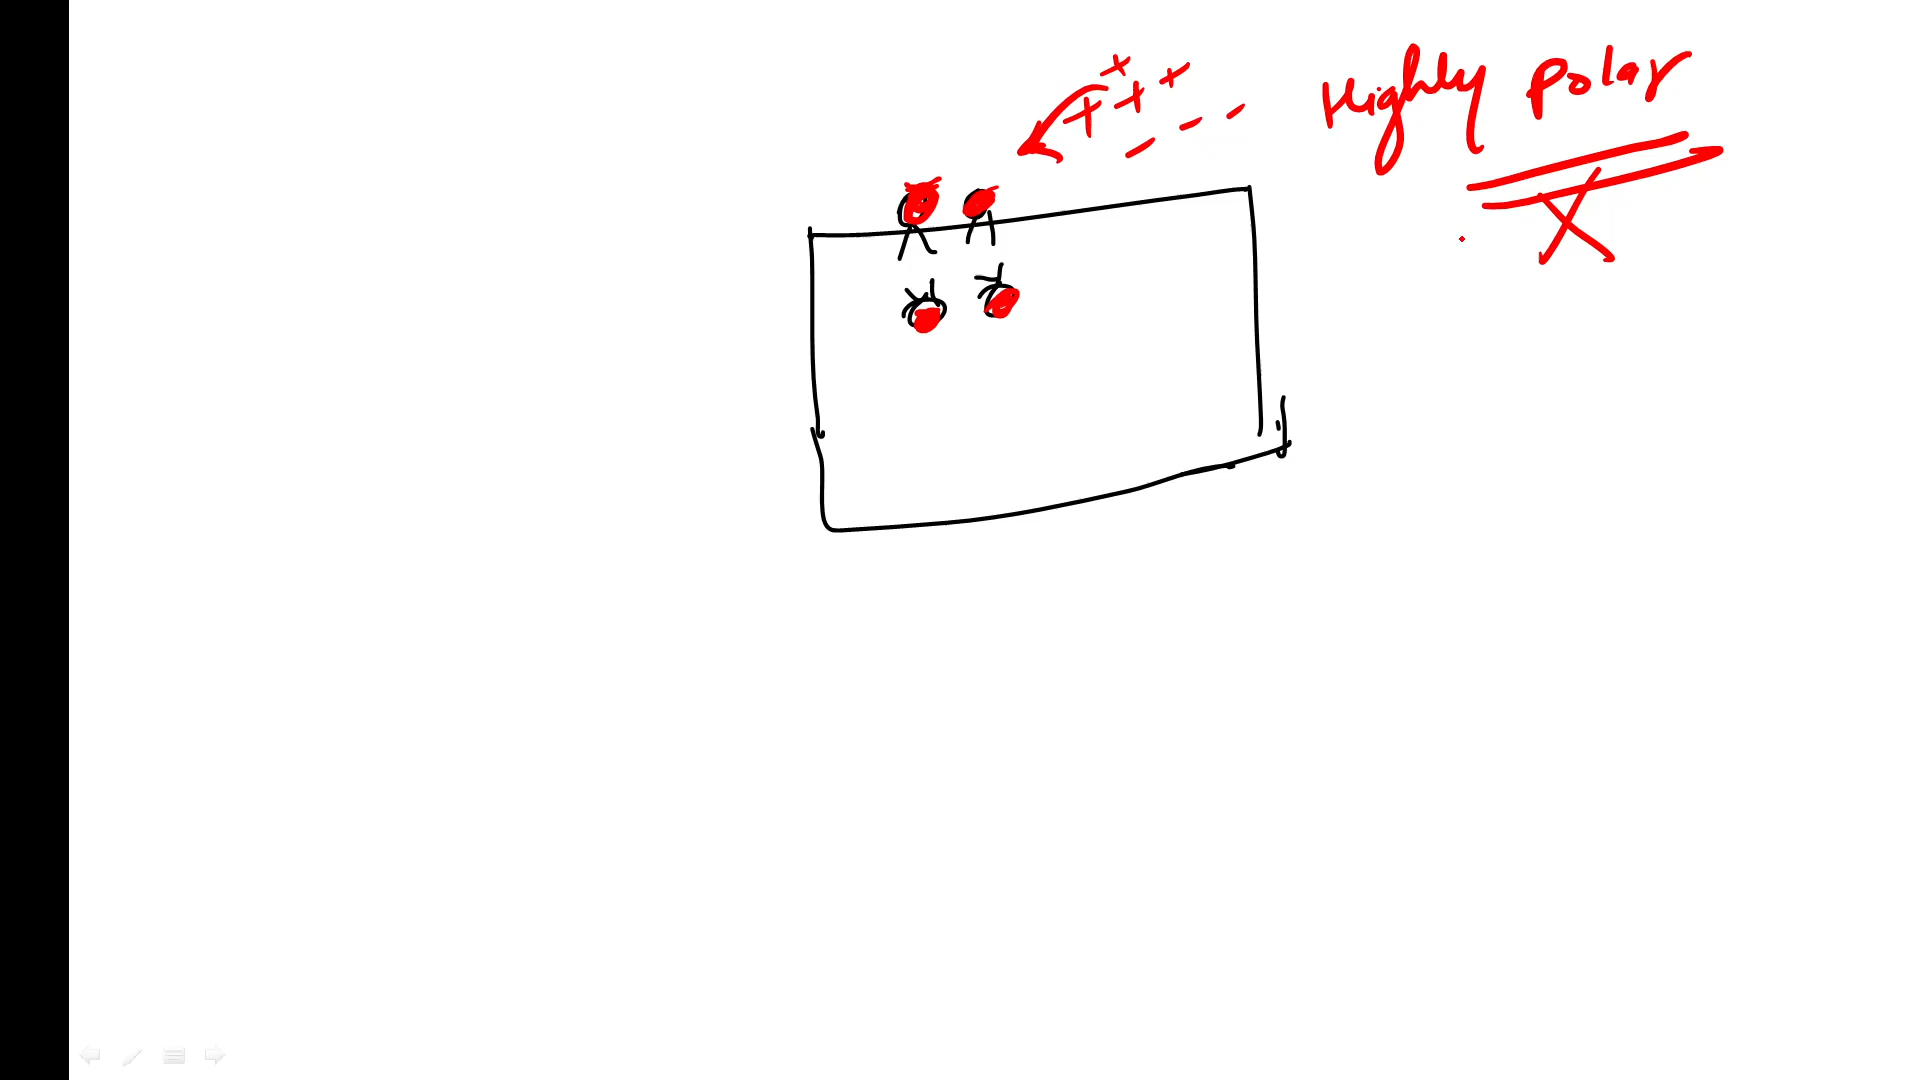 + + + +
- - -
Highly Polar
X